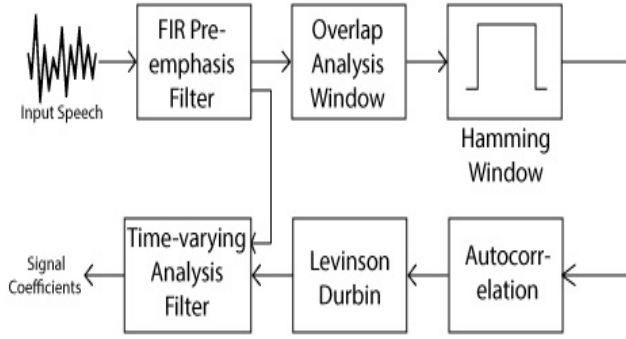 Input Speech
FIR Pre-
emphasis
Filter
Overlap
Analysis
Window
Hamming
Window
Signal
Coefficients
Time-varying
Analysis
Filter
Levinson
Durbin
Autocorr-
elation